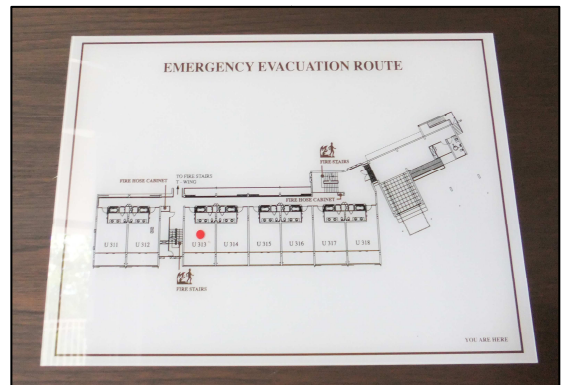 EMERGENCY EVACUATION ROUTE
FIRE STAIRS
FIRE HOSE CABINET
TO FIRE STAIRS
T - WING
FIRE HOSE CABINET
U 311
U 312
U 313
U 314
U 315
U 316
U 317
U 318
FIRE STAIRS
YOU ARE HERE